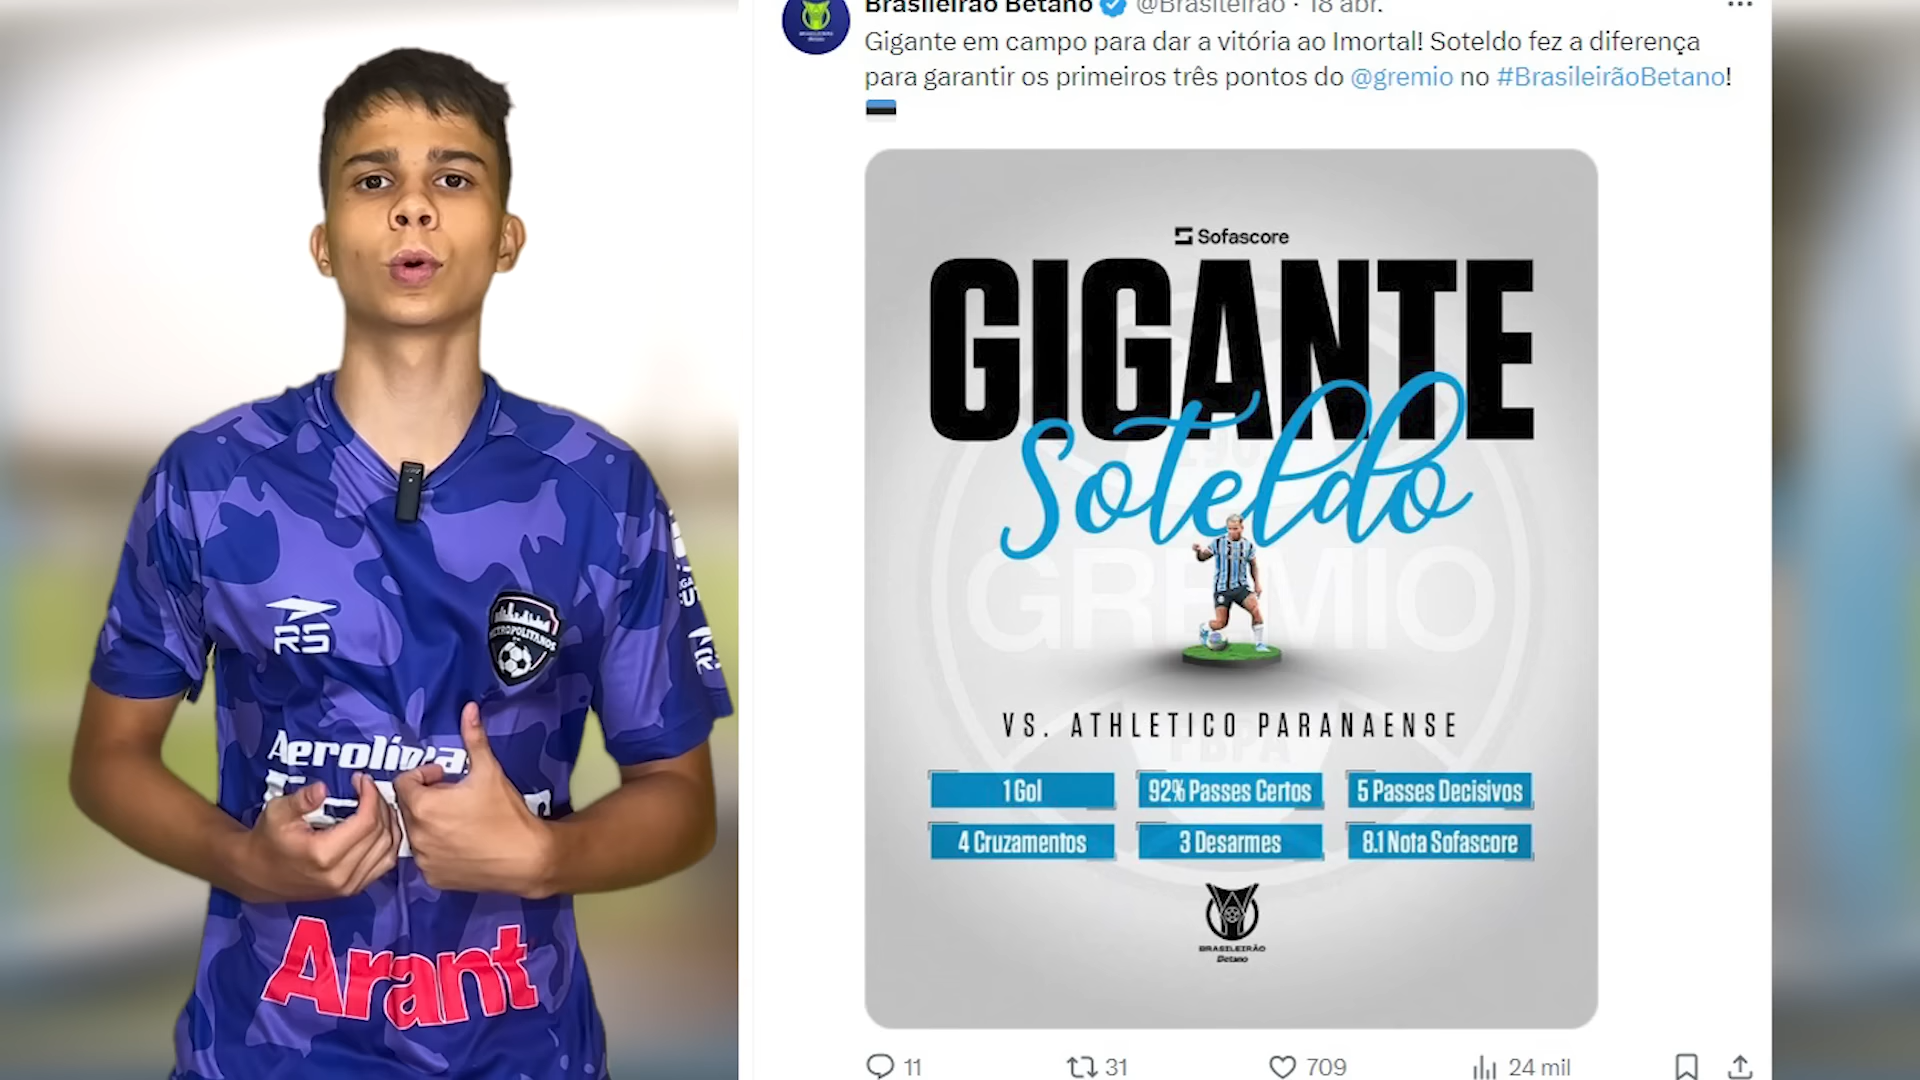 Brasileirão Betano @Brasileirao · 18 abr.
Gigante em campo para dar a vitória ao Imortal! Soteldo fez a diferença
para garantir os primeiros três pontos do @gremio no #BrasileirãoBetano!
Sofascore
GIGANTE
Soteldo
GRÊMIO
FBPA
VS. ATHLETICO PARANAENSE
1 Gol
92% Passes Certos
5 Passes Decisivos
4 Cruzamentos
3 Desarmes
8.1 Nota Sofascore
BRASILEIRÃO
Betano
11
31
709
24 mil
RS
METROPOLITANOS
Arant
RS